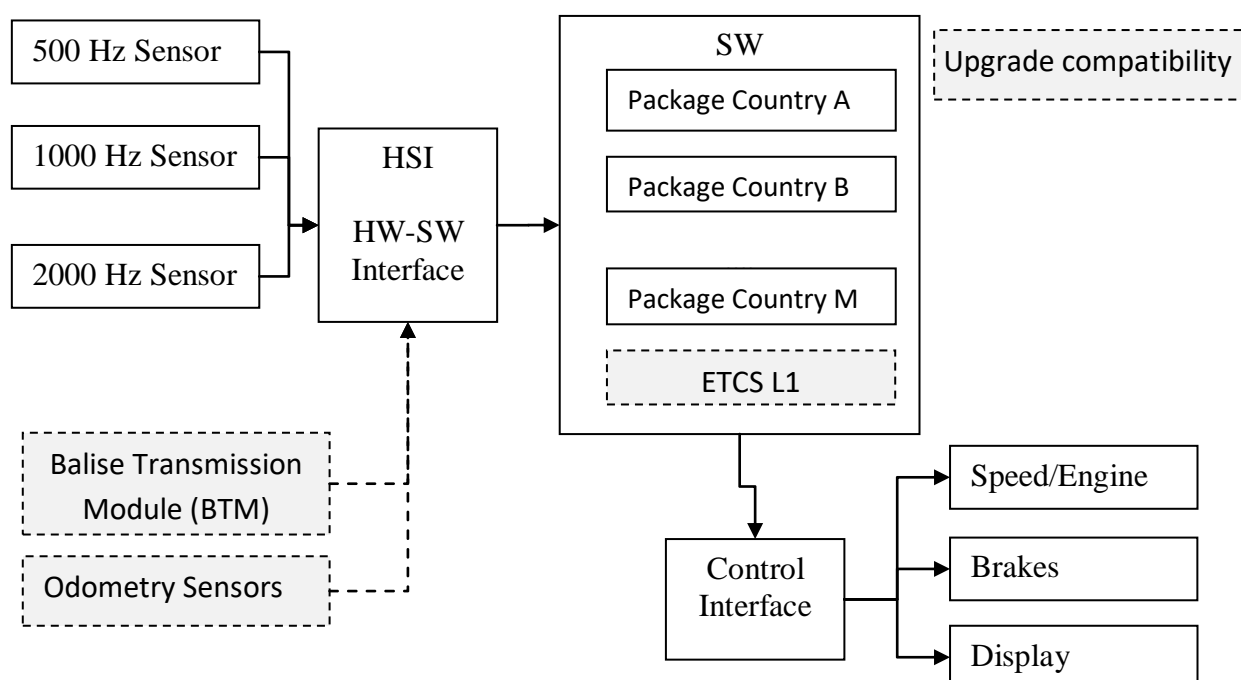 500 Hz Sensor
1000 Hz Sensor
2000 Hz Sensor
HSI
HW-SW
Interface
SW
Package Country A
Package Country B
Package Country M
ETCS L1
Upgrade compatibility
Balise Transmission
Module (BTM)
Odometry Sensors
Control
Interface
Speed/Engine
Brakes
Display